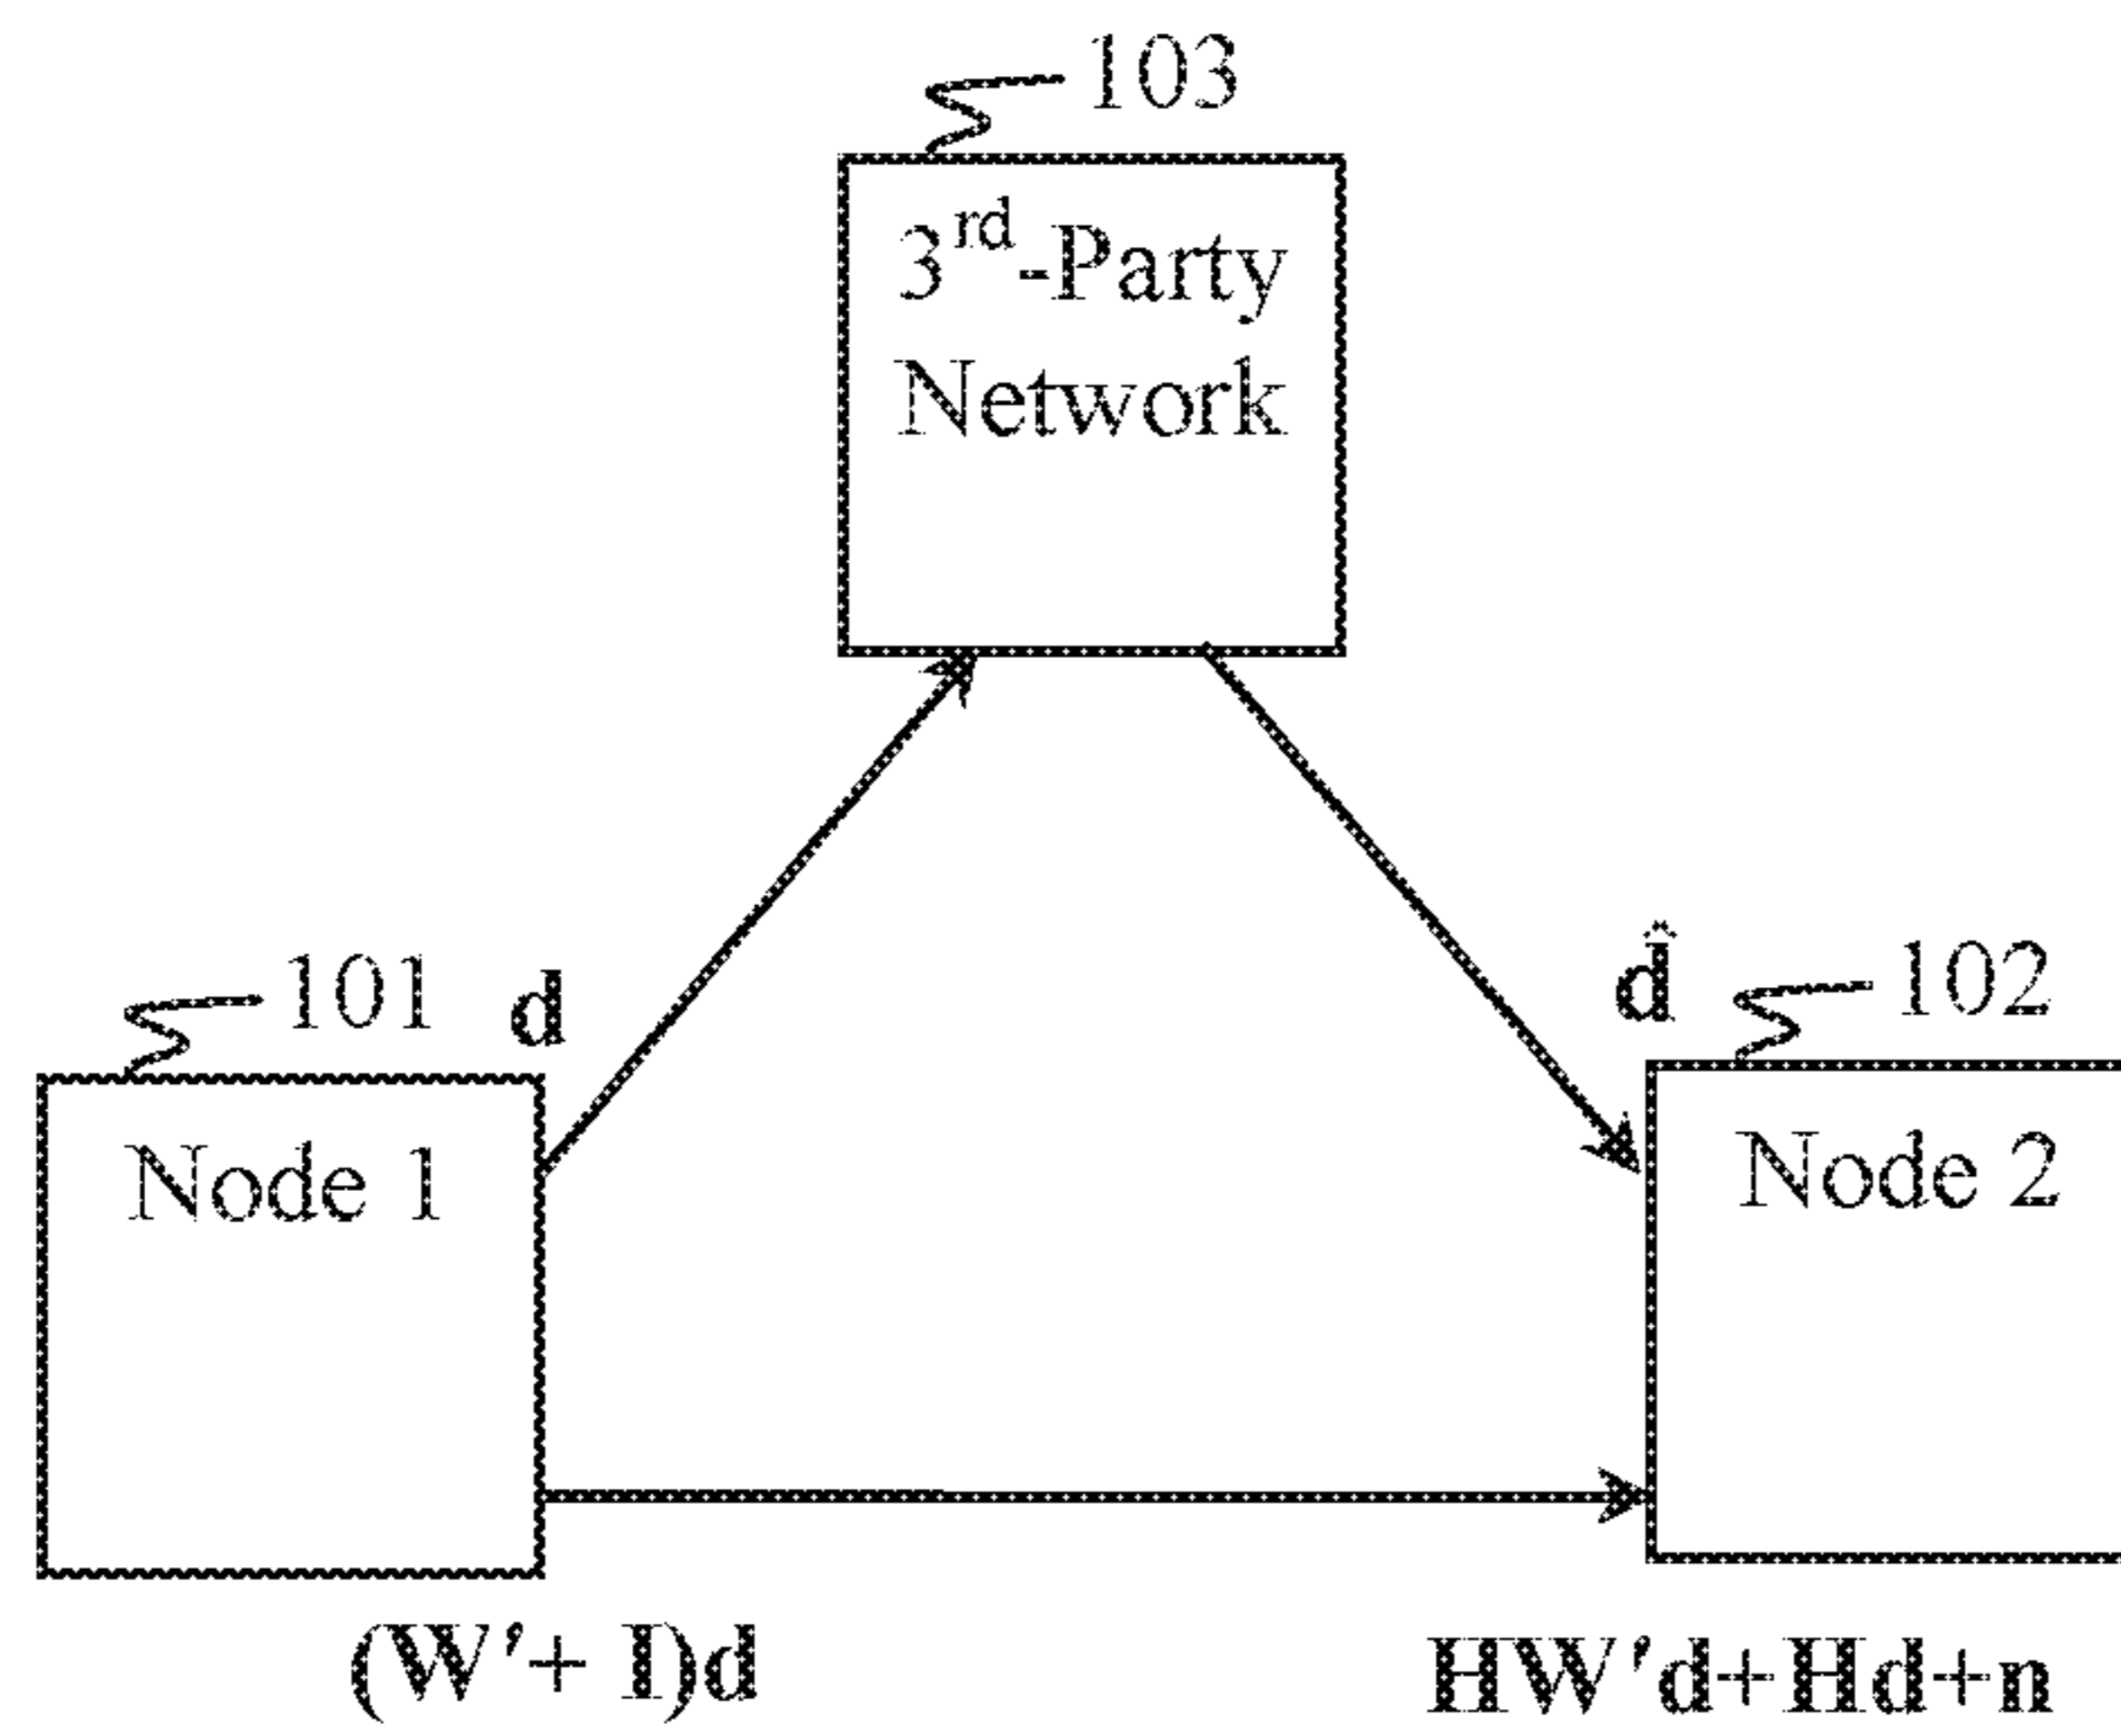 103
3rd-Party
Network
101
d
d̂
102
Node 1
Node 2
(W'+ I)d
HW'd+Hd+n